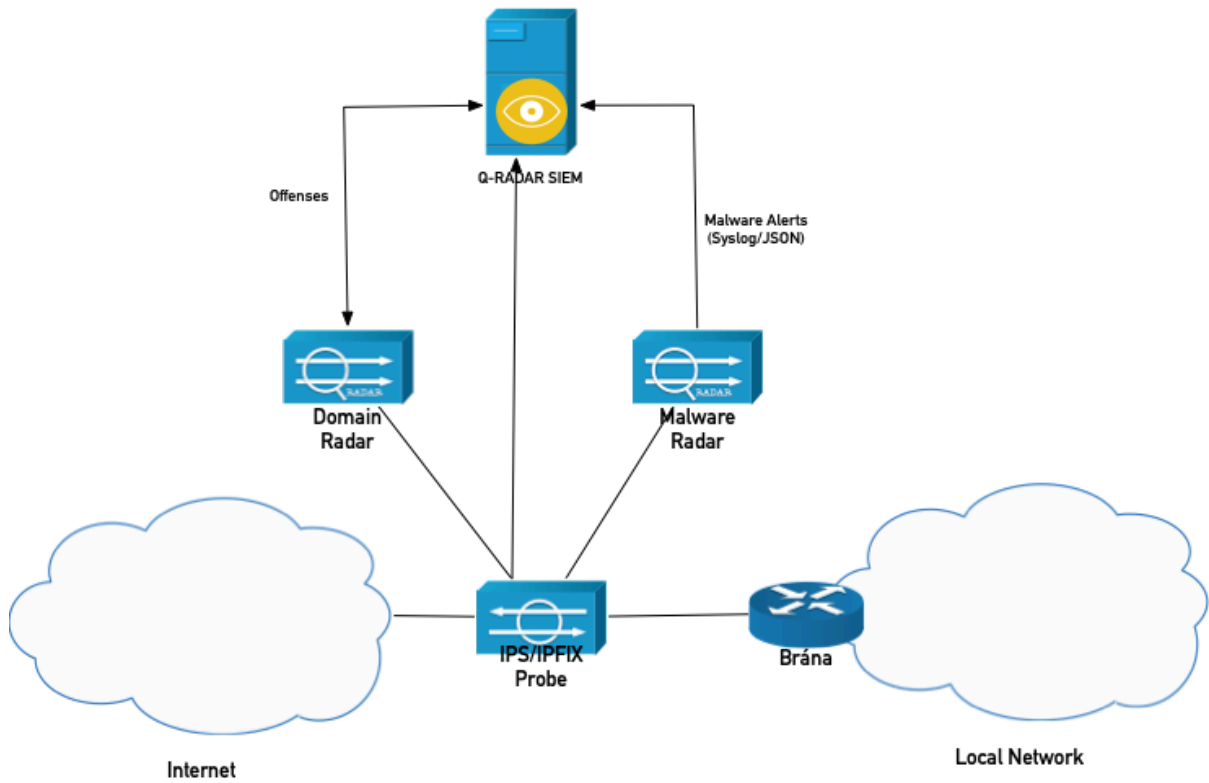 Q-RADAR SIEM
Offenses
Malware Alerts
(Syslog/JSON)
RADAR
RADAR
Domain
Radar
Malware
Radar
IPS/IPFIX
Probe
Brána
Internet
Local Network